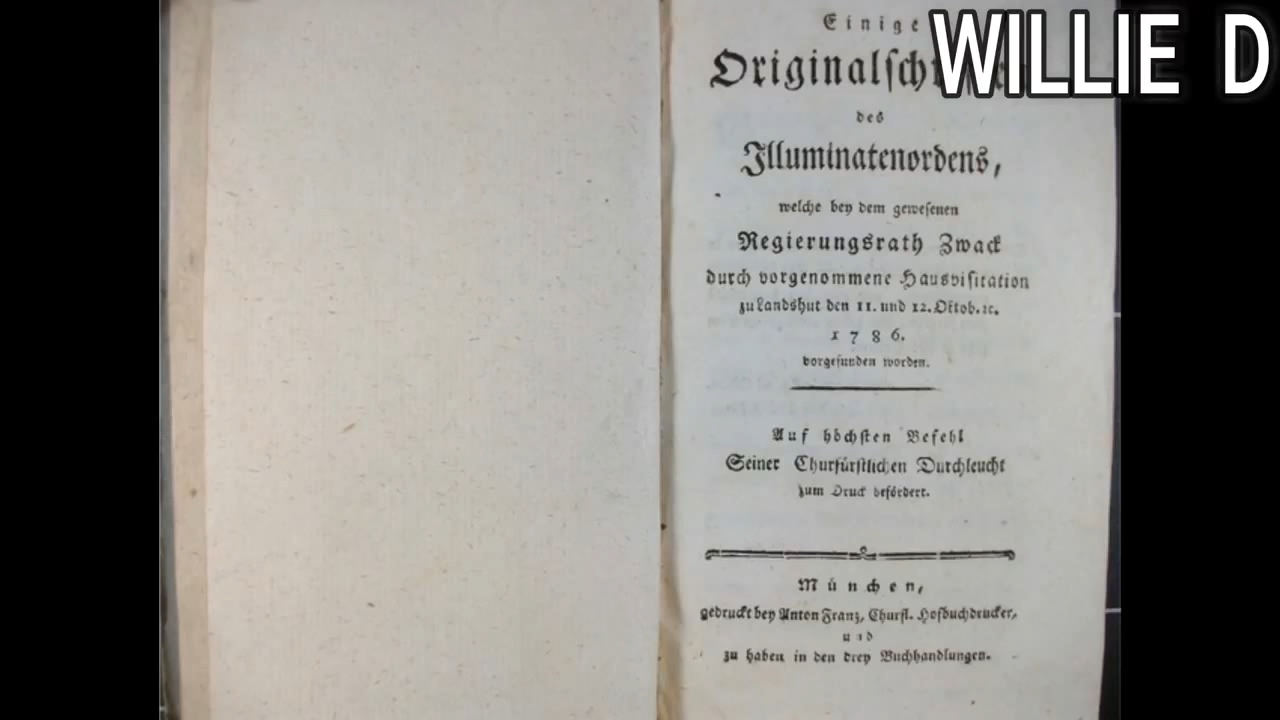 Einige
WILLIE D
des
Illuminatenordens,
welche bey dem gewesenen
Regierungsrath Zwack
durch vorgenommene Hausvisitation
zu Landshut den 11. und 12. Oktob. ꝛc.
1786.
vorgefunden worden.
Auf höchsten Befehl
Seiner Churfürstlichen Durchleucht
zum Druck befördert.
München,
gedruckt bey Anton Franz, Churfl. Hofbuchdrucker,
und
zu haben in den drey Buchhandlungen.